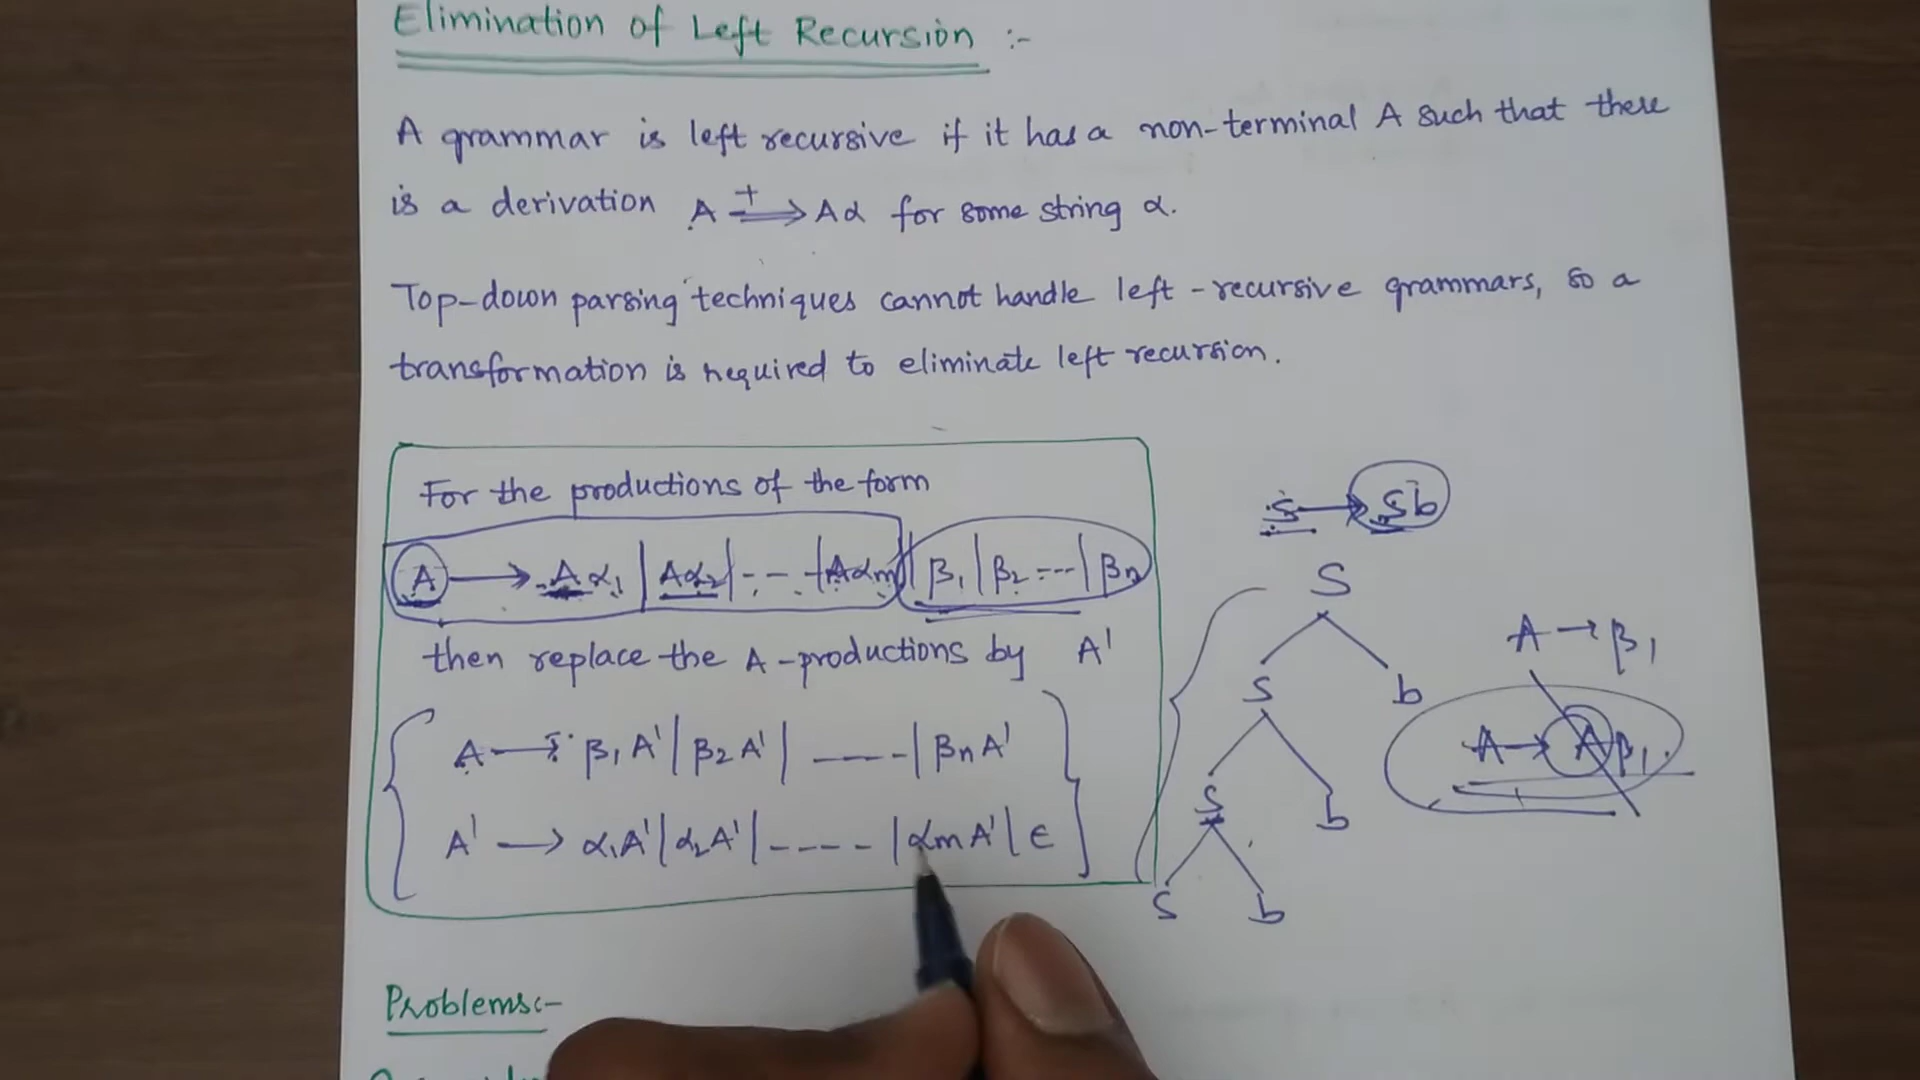 Elimination of Left Recursion :-
A grammar is left recursive if it has a non-terminal A such that there
is a derivation A +⟹ Aα for some string α.
Top-down parsing techniques cannot handle left-recursive grammars, so a
transformation is required to eliminate left recursion.
For the productions of the form
A ⟶ Aα₁ | Aα₂ | --- | Aαm | β₁ | β₂ --- | βn
then replace the A-productions by A'
A ⟶ β₁A' | β₂A' | ----- | βnA'
A' ⟶ α₁A' | α₂A' | ----- | αmA' | ϵ
S ⟶ Sb
S
S b
S b
S b
A → β₁
A → Aβ₁.
Problems:-